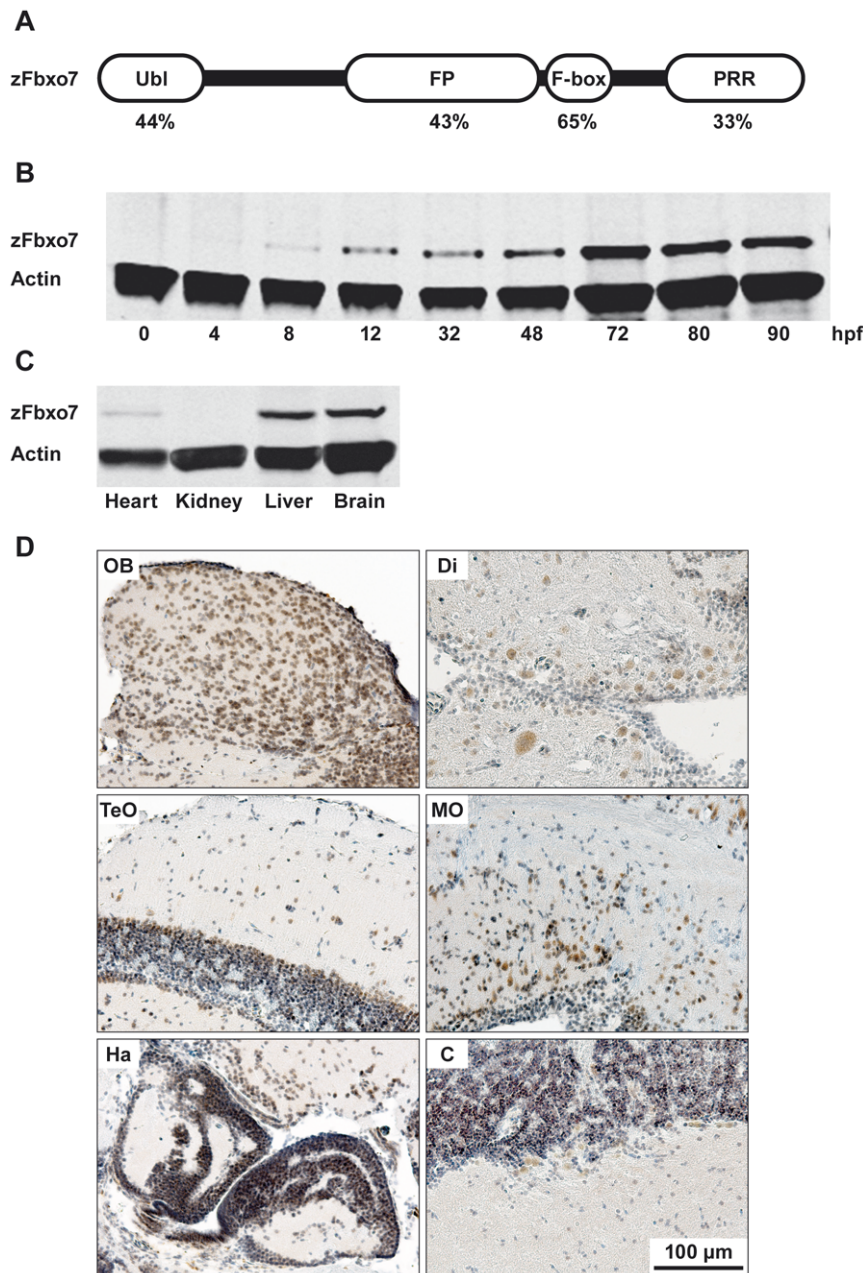 A
zFbxo7 Ubl FP F-box PRR
44% 43% 65% 33%
B
zFbxo7
Actin
0 4 8 12 32 48 72 80 90 hpf
C
zFbxo7
Actin
Heart Kidney Liver Brain
D
OB Di
TeO MO
Ha C
100 µm